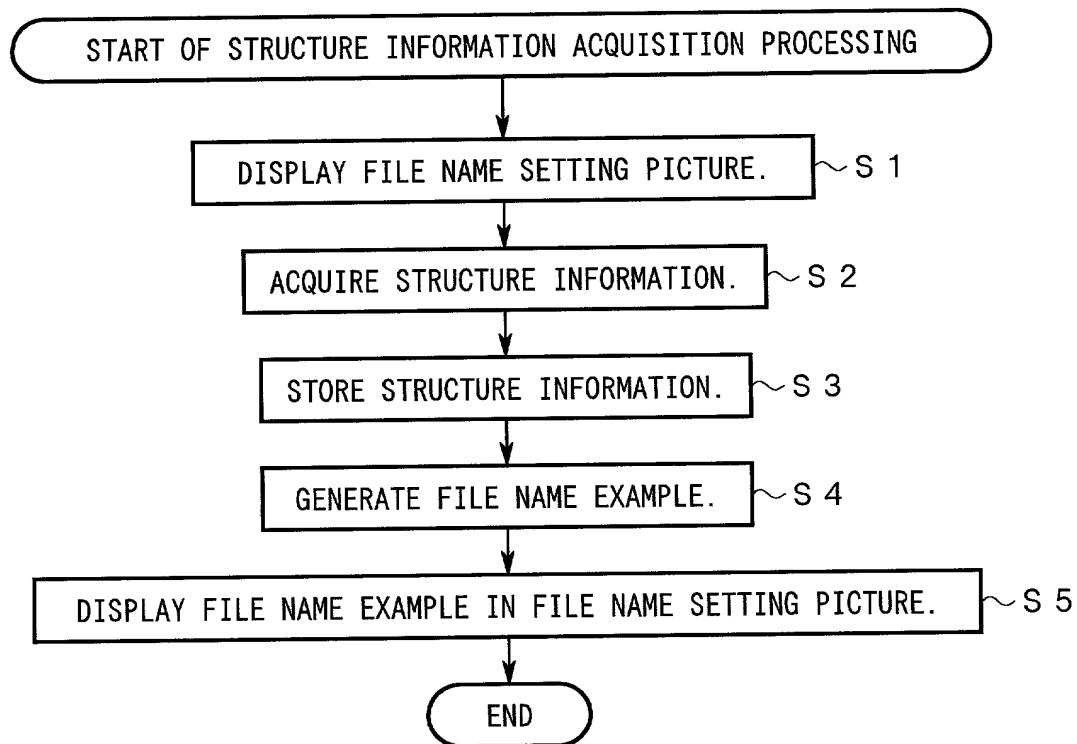 START OF STRUCTURE INFORMATION ACQUISITION PROCESSING
DISPLAY FILE NAME SETTING PICTURE. S 1
ACQUIRE STRUCTURE INFORMATION. S 2
STORE STRUCTURE INFORMATION. S 3
GENERATE FILE NAME EXAMPLE. S 4
DISPLAY FILE NAME EXAMPLE IN FILE NAME SETTING PICTURE. S 5
END